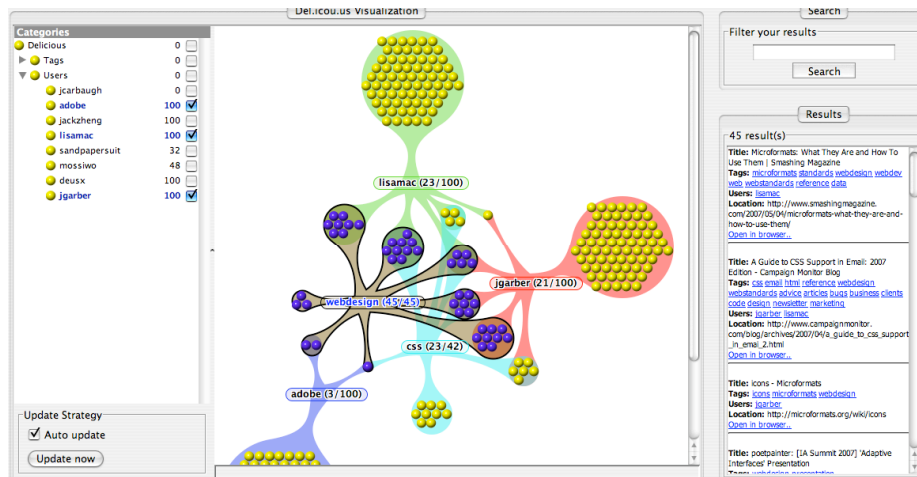 Del.icou.us Visualization
Categories
Delicious 0
Tags 0
Users 0
jcarbaugh 0
adobe 100
jackzheng 100
lisamac 100
sandpapersuit 32
mossiwo 48
deusx 100
jgarber 100
Update Strategy
Auto update
Update now
lisamac (23/100)
jgarber (21/100)
webdesign (45/45)
css (23/42)
adobe (3/100)
Search
Filter your results
Search
Results
45 result(s)
Title: Microformats: What They Are and How To
Use Them | Smashing Magazine
Tags: microformats standards webdesign webdev
web webstandards reference data
Users: lisamac
Location: http://www.smashingmagazine.
com/2007/05/04/microformats-what-they-are-and-
how-to-use-them/
Open in browser..
Title: A Guide to CSS Support in Email: 2007
Edition - Campaign Monitor Blog
Tags: css email html reference webdesign
webstandards advice articles bugs business clients
code design newsletter marketing
Users: jgarber lisamac
Location: http://www.campaignmonitor.
com/blog/archives/2007/04/a_guide_to_css_support
_in_emai_2.html
Open in browser..
Title: icons - Microformats
Tags: icons microformats webdesign
Users: jgarber
Location: http://microformats.org/wiki/icons
Open in browser..
Title: poetpainter: [IA Summit 2007] 'Adaptive
Interfaces' Presentation
Tags: webdesign presentation